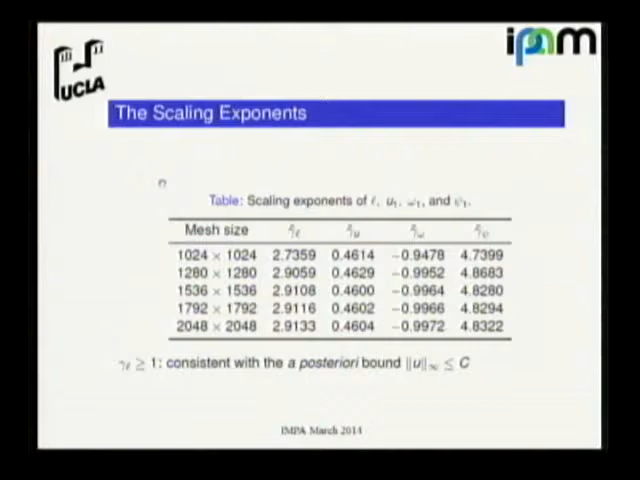 ipam
UCLA
The Scaling Exponents
Table: Scaling exponents of ℓ, u₁, ω₁, and ψ₁.
Mesh size γ̂ℓ γ̂u γ̂ω γ̂ψ
1024 × 1024 2.7359 0.4614 −0.9478 4.7399
1280 × 1280 2.9059 0.4629 −0.9952 4.8683
1536 × 1536 2.9108 0.4600 −0.9964 4.8280
1792 × 1792 2.9116 0.4602 −0.9966 4.8294
2048 × 2048 2.9133 0.4604 −0.9972 4.8322
γℓ ≥ 1: consistent with the a posteriori bound ‖u‖∞ ≤ C
IMPA March 2014